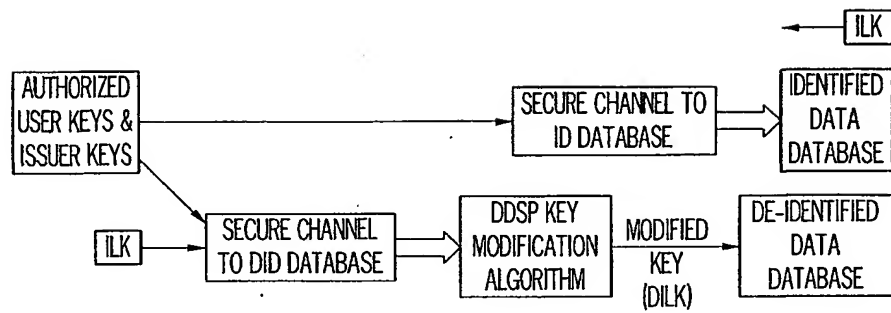 ILK
AUTHORIZED
USER KEYS &
ISSUER KEYS
SECURE CHANNEL TO
ID DATABASE
IDENTIFIED
DATA
DATABASE
ILK
SECURE CHANNEL
TO DID DATABASE
DDSP KEY
MODIFICATION
ALGORITHM
MODIFIED
KEY
(DILK)
DE-IDENTIFIED
DATA
DATABASE